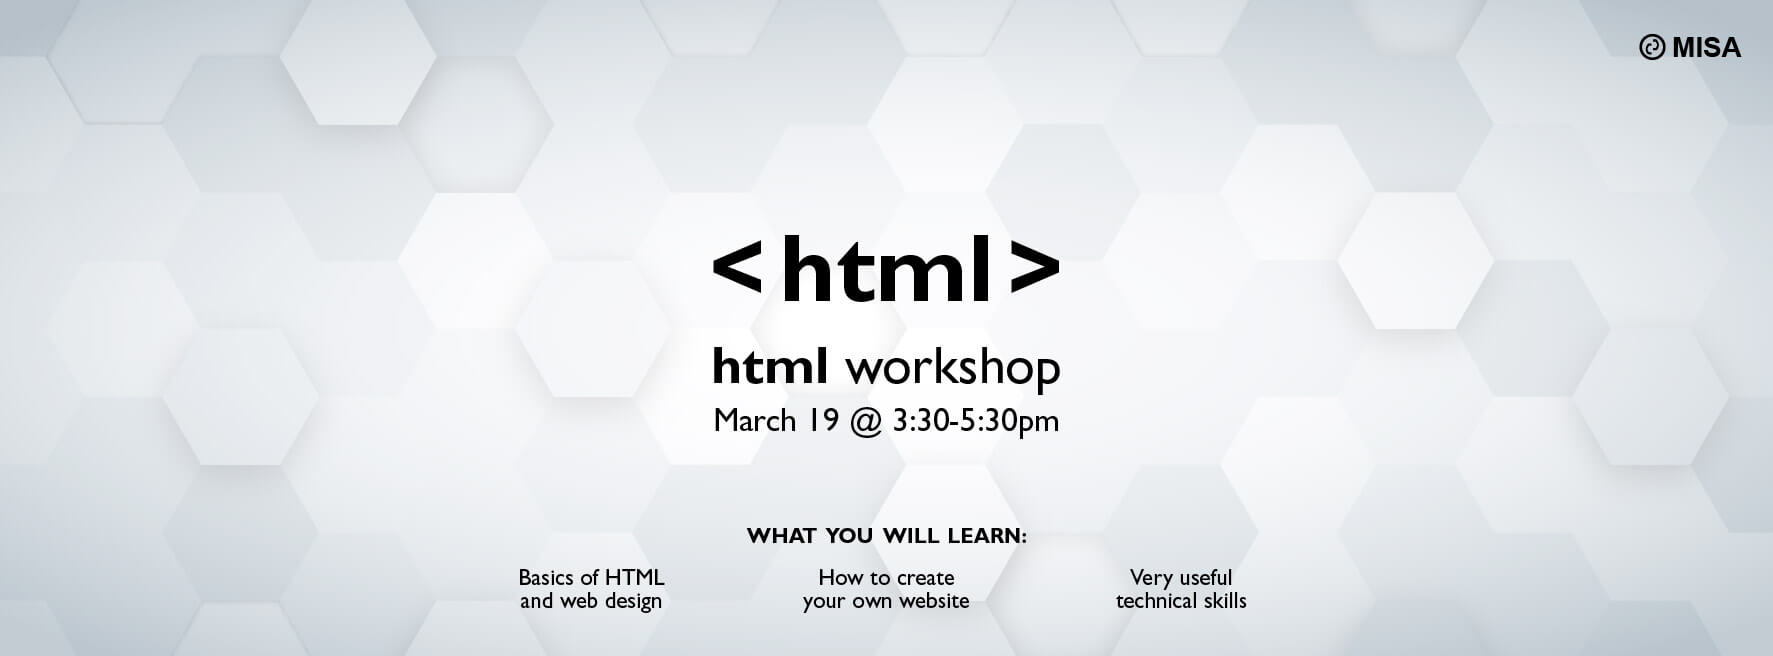 MISA
<html>
html workshop
March 19 @ 3:30-5:30pm
WHAT YOU WILL LEARN:
Basics of HTML
and web design
How to create
your own website
Very useful
technical skills